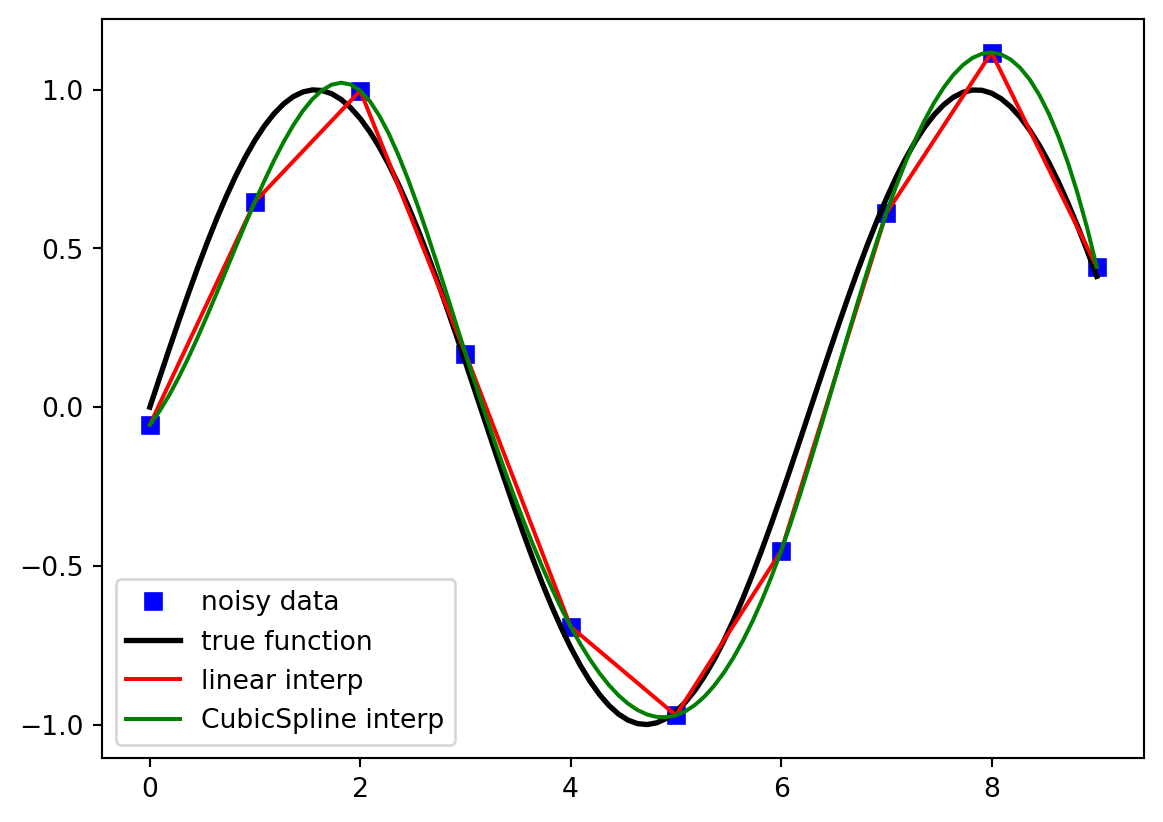 1.0
0.5
0.0
−0.5
−1.0
noisy data
true function
linear interp
CubicSpline interp
0 2 4 6 8